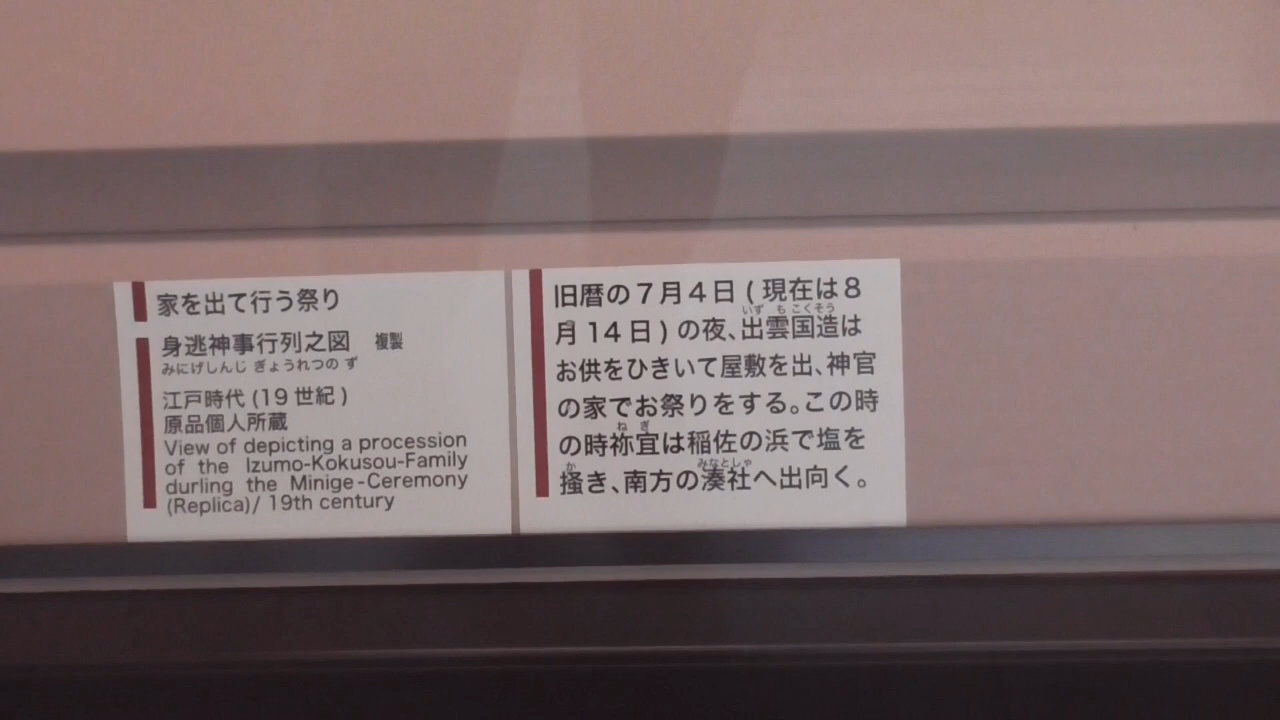 家を出て行う祭り
身逃神事行列之図 複製
みにげしんじ ぎょうれつの ず
江戸時代 (19世紀)
原品個人所蔵
View of depicting a procession
of the Izumo-Kokusou-Family
durling the Minige-Ceremony
(Replica)/ 19th century
旧暦の7月4日 (現在は8
いずも こくそう
月14日) の夜、出雲国造は
お供をひきいて屋敷を出、神官
の家でお祭りをする。この時
ねぎ
の時祢宜は稲佐の浜で塩を
か みなとしゃ
掻き、南方の湊社へ出向く。